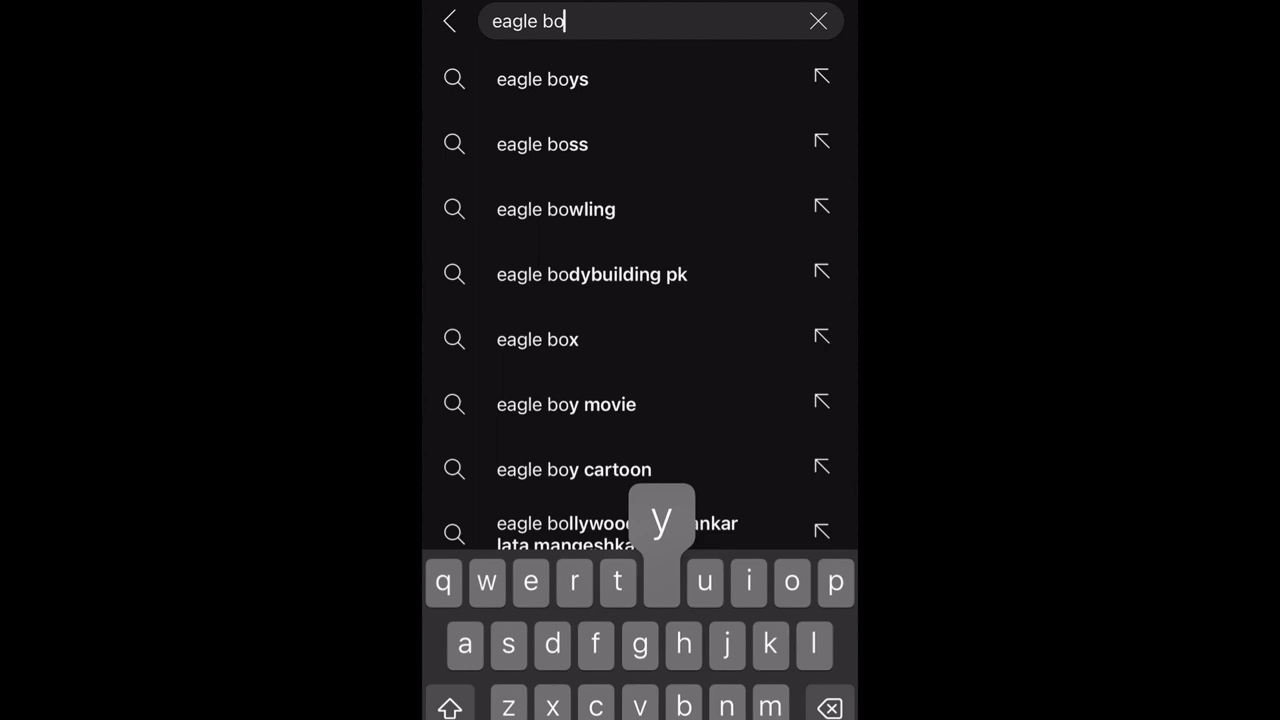 eagle bo
eagle boys
eagle boss
eagle bowling
eagle bodybuilding pk
eagle box
eagle boy movie
eagle boy cartoon
eagle bollywoo ankar
lata mangeshka
y
q w e r t u i o p
a s d f g h j k l
z x c v b n m